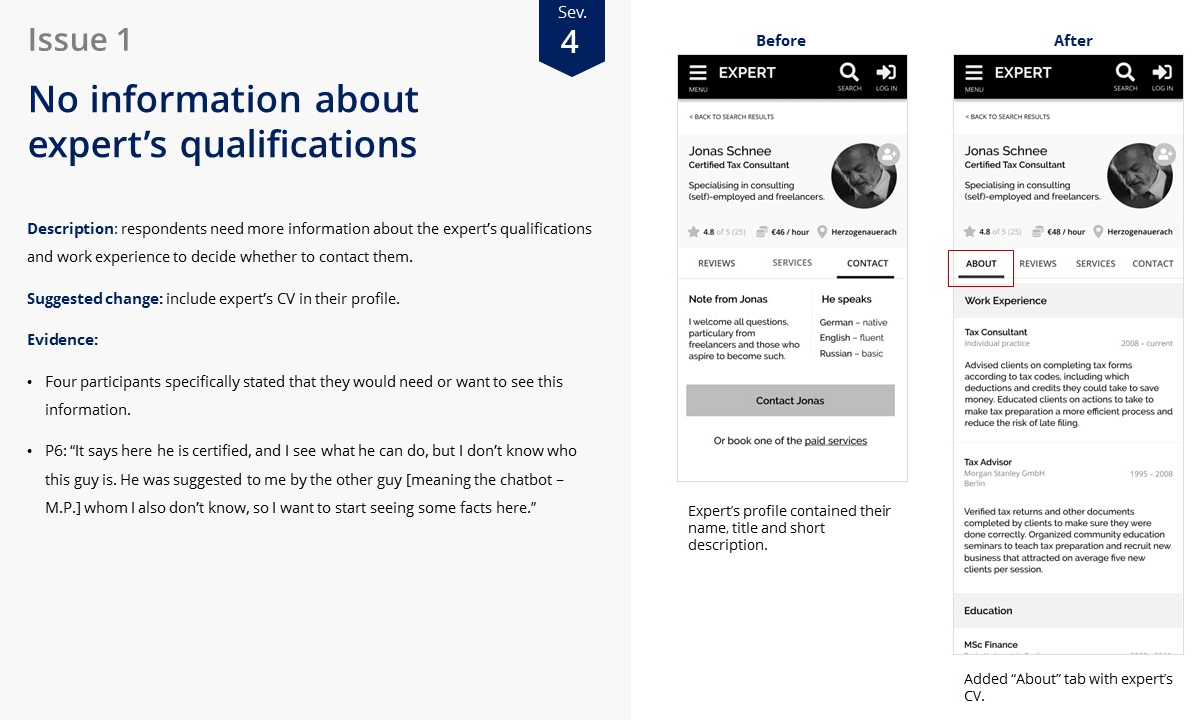 Issue 1
Sev.
4
No information about
expert’s qualifications
Description: respondents need more information about the expert’s qualifications
and work experience to decide whether to contact them.
Suggested change: include expert’s CV in their profile.
Evidence:
• Four participants specifically stated that they would need or want to see this
information.
• P6: “It says here he is certified, and I see what he can do, but I don’t know who
this guy is. He was suggested to me by the other guy [meaning the chatbot –
M.P.] whom I also don’t know, so I want to start seeing some facts here.”
Before
EXPERT
MENU
SEARCH
LOG IN
< BACK TO SEARCH RESULTS
Jonas Schnee
Certified Tax Consultant
Specialising in consulting
(self)-employed and freelancers.
4.8 of 5 (25)
€46 / hour
Herzogenauerach
REVIEWS
SERVICES
CONTACT
Note from Jonas
I welcome all questions,
particulary from
freelancers and those who
aspire to become such.
He speaks
German – native
English – fluent
Russian – basic
Contact Jonas
Or book one of the paid services
Expert’s profile contained their
name, title and short
description.
After
EXPERT
MENU
SEARCH
LOG IN
< BACK TO SEARCH RESULTS
Jonas Schnee
Certified Tax Consultant
Specialising in consulting
(self)-employed and freelancers.
4.8 of 5 (25)
€48 / hour
Herzogenauerach
ABOUT
REVIEWS
SERVICES
CONTACT
Work Experience
Tax Consultant
Individual practice
2008 – current
Advised clients on completing tax forms
according to tax codes, including which
deductions and credits they could take to save
money. Educated clients on actions to take to
make tax preparation a more efficient process and
reduce the risk of late filing.
Tax Advisor
Morgan Stanley GmbH
Berlin
1995 – 2008
Verified tax returns and other documents
completed by clients to make sure they were
done correctly. Organized community education
seminars to teach tax preparation and recruit new
business that attracted on average five new
clients per session.
Education
MSc Finance
Added “About” tab with expert’s
CV.